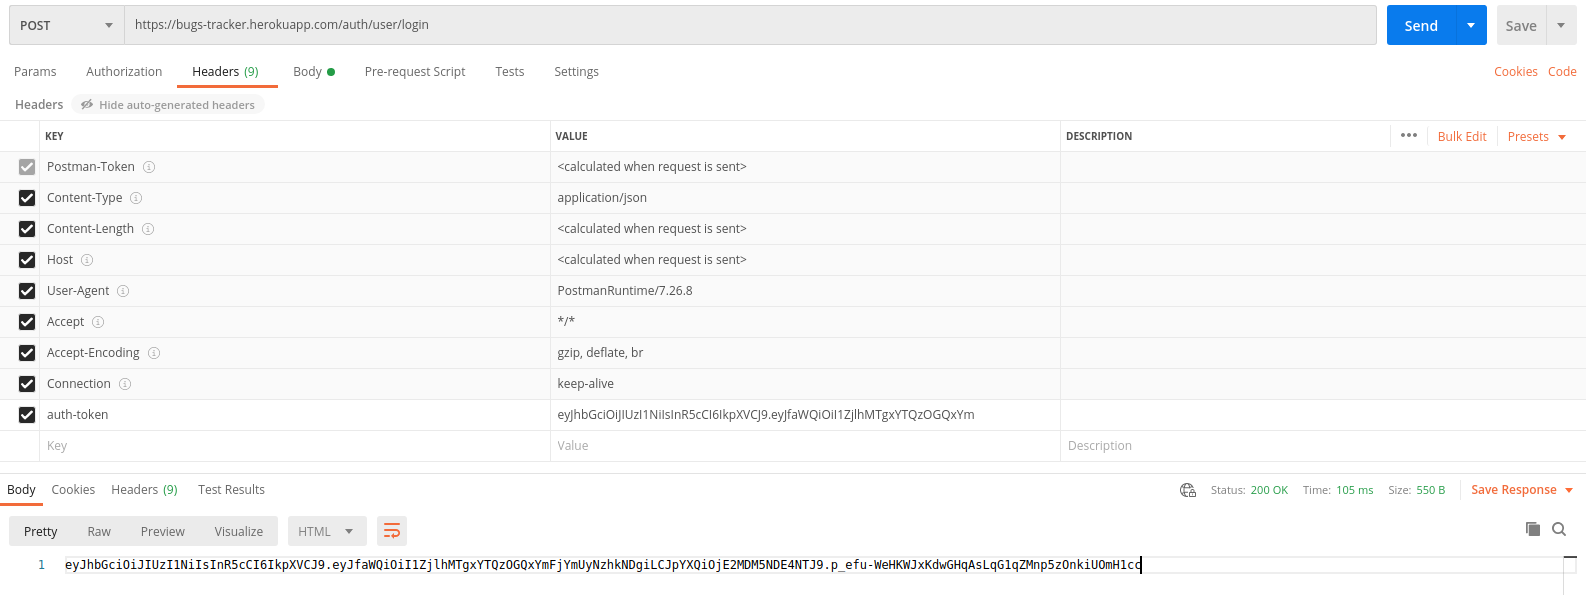 POST https://bugs-tracker.herokuapp.com/auth/user/login Send Save
Params Authorization Headers (9) Body Pre-request Script Tests Settings Cookies Code
Headers Hide auto-generated headers
KEY VALUE DESCRIPTION ••• Bulk Edit Presets
Postman-Token <calculated when request is sent>
Content-Type application/json
Content-Length <calculated when request is sent>
Host <calculated when request is sent>
User-Agent PostmanRuntime/7.26.8
Accept */*
Accept-Encoding gzip, deflate, br
Connection keep-alive
auth-token eyJhbGciOiJIUzI1NiIsInR5cCI6IkpXVCJ9.eyJfaWQiOiI1ZjlhMTgxYTQzOGQxYm
Key Value Description
Body Cookies Headers (9) Test Results Status: 200 OK Time: 105 ms Size: 550 B Save Response
Pretty Raw Preview Visualize HTML
1 eyJhbGciOiJIUzI1NiIsInR5cCI6IkpXVCJ9.eyJfaWQiOiI1ZjlhMTgxYTQzOGQxYmFjYmUyNzhkNDgiLCJpYXQiOjE2MDM5NDE4NTJ9.p_efu-WeHKWJxKdwGHqAsLqG1qZMnp5zOnkiUOmH1cc